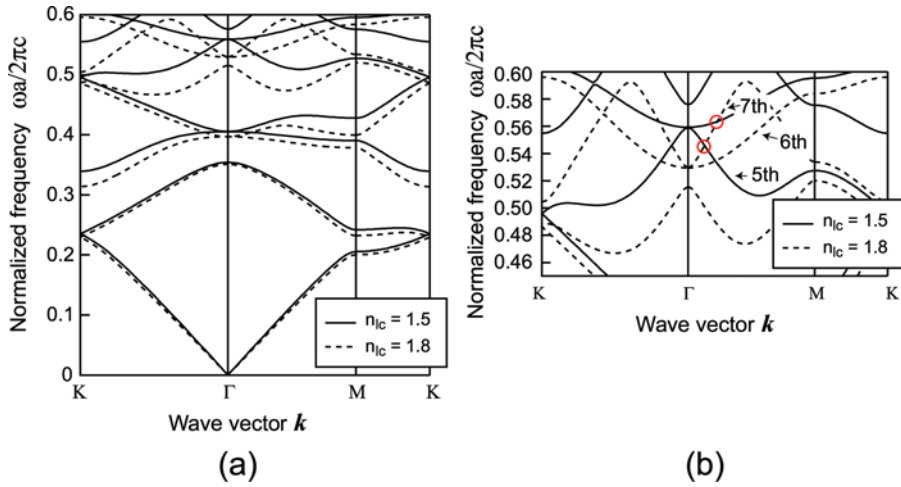 Normalized frequency ωa/2πc
0.6
0.5
0.4
0.3
0.2
0.1
0
K
Γ
M
K
n_lc = 1.5
n_lc = 1.8
Wave vector k
(a)
Normalized frequency ωa/2πc
0.60
0.58
0.56
0.54
0.52
0.50
0.48
0.46
7th
6th
5th
n_lc = 1.5
n_lc = 1.8
K
Γ
M
K
Wave vector k
(b)